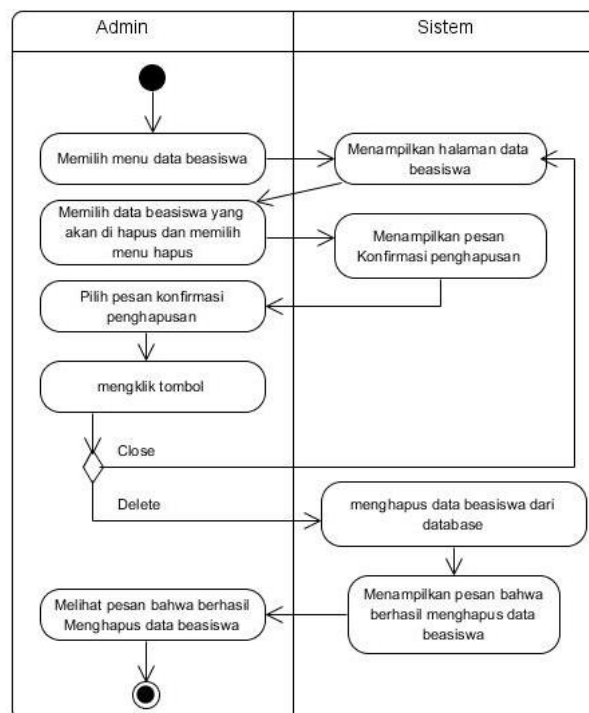 Admin
Sistem
Memilih menu data beasiswa
Menampilkan halaman data
beasiswa
Memilih data beasiswa yang
akan di hapus dan memilih
menu hapus
Menampilkan pesan
Konfirmasi penghapusan
Pilih pesan konfirmasi
penghapusan
mengklik tombol
Close
Delete
menghapus data beasiswa dari
database
Menampilkan pesan bahwa
berhasil menghapus data
beasiswa
Melihat pesan bahwa berhasil
Menghapus data beasiswa